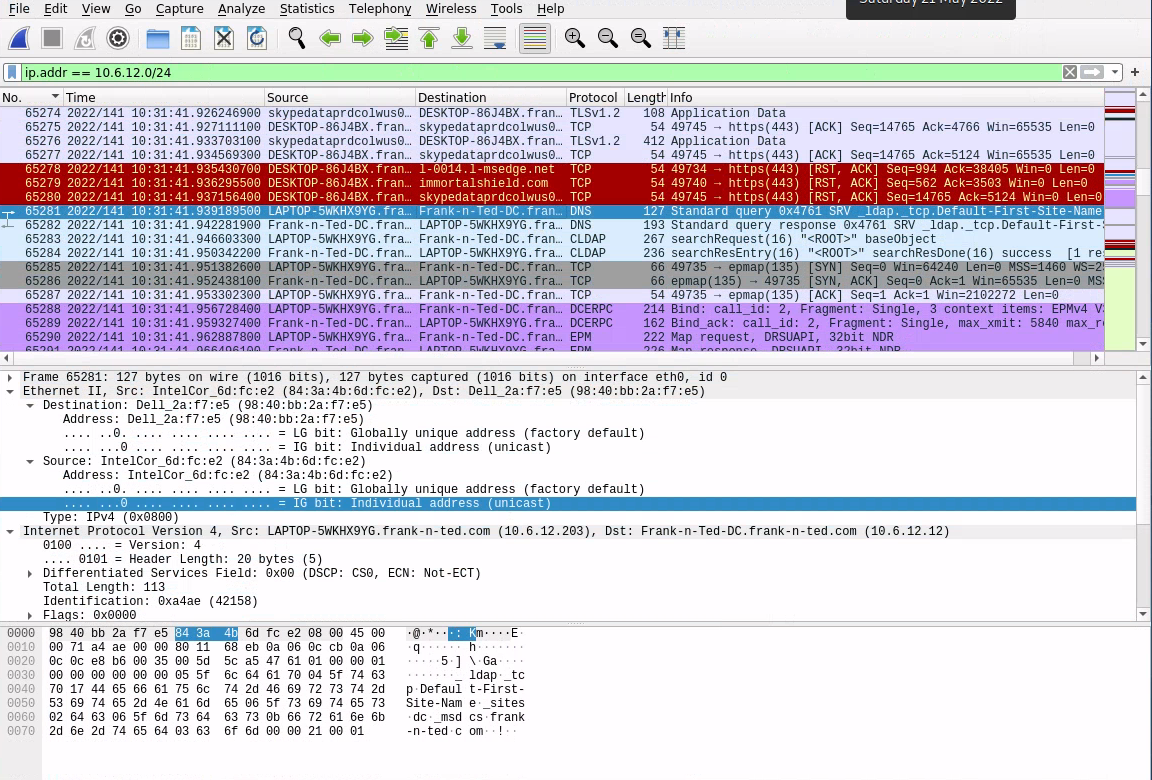 Saturday 21 May 2022
File Edit View Go Capture Analyze Statistics Telephony Wireless Tools Help
ip.addr == 10.6.12.0/24
No. Time Source Destination Protocol Length Info
65274 2022/141 10:31:41.926246900 skypedataprdcolwus0… DESKTOP-86J4BX.fran… TLSv1.2 108 Application Data
65275 2022/141 10:31:41.927111100 DESKTOP-86J4BX.fran… skypedataprdcolwus0… TCP 54 49745 → https(443) [ACK] Seq=14765 Ack=4766 Win=65535 Len=0
65276 2022/141 10:31:41.933703100 skypedataprdcolwus0… DESKTOP-86J4BX.fran… TLSv1.2 412 Application Data
65277 2022/141 10:31:41.934569300 DESKTOP-86J4BX.fran… skypedataprdcolwus0… TCP 54 49745 → https(443) [ACK] Seq=14765 Ack=5124 Win=65535 Len=0
65278 2022/141 10:31:41.935430700 DESKTOP-86J4BX.fran… l-0014.l-msedge.net TCP 54 49734 → https(443) [RST, ACK] Seq=994 Ack=38405 Win=0 Len=0
65279 2022/141 10:31:41.936295500 DESKTOP-86J4BX.fran… immortalshield.com TCP 54 49740 → https(443) [RST, ACK] Seq=562 Ack=3503 Win=0 Len=0
65280 2022/141 10:31:41.937156400 DESKTOP-86J4BX.fran… skypedataprdcolwus0… TCP 54 49745 → https(443) [RST, ACK] Seq=14765 Ack=5124 Win=0 Len=0
65281 2022/141 10:31:41.939189500 LAPTOP-5WKHX9YG.fra… Frank-n-Ted-DC.fran… DNS 127 Standard query 0x4761 SRV _ldap._tcp.Default-First-Site-Name
65282 2022/141 10:31:41.942281900 Frank-n-Ted-DC.fran… LAPTOP-5WKHX9YG.fra… DNS 193 Standard query response 0x4761 SRV _ldap._tcp.Default-First-
65283 2022/141 10:31:41.946603300 LAPTOP-5WKHX9YG.fra… Frank-n-Ted-DC.fran… CLDAP 267 searchRequest(16) "<ROOT>" baseObject
65284 2022/141 10:31:41.950342200 Frank-n-Ted-DC.fran… LAPTOP-5WKHX9YG.fra… CLDAP 236 searchResEntry(16) "<ROOT>" searchResDone(16) success [1 re
65285 2022/141 10:31:41.951382600 LAPTOP-5WKHX9YG.fra… Frank-n-Ted-DC.fran… TCP 66 49735 → epmap(135) [SYN] Seq=0 Win=64240 Len=0 MSS=1460 WS=2
65286 2022/141 10:31:41.952438100 Frank-n-Ted-DC.fran… LAPTOP-5WKHX9YG.fra… TCP 66 epmap(135) → 49735 [SYN, ACK] Seq=0 Ack=1 Win=65535 Len=0 MS
65287 2022/141 10:31:41.953302300 LAPTOP-5WKHX9YG.fra… Frank-n-Ted-DC.fran… TCP 54 49735 → epmap(135) [ACK] Seq=1 Ack=1 Win=2102272 Len=0
65288 2022/141 10:31:41.956728400 LAPTOP-5WKHX9YG.fra… Frank-n-Ted-DC.fran… DCERPC 214 Bind: call_id: 2, Fragment: Single, 3 context items: EPMv4 V
65289 2022/141 10:31:41.959327400 Frank-n-Ted-DC.fran… LAPTOP-5WKHX9YG.fra… DCERPC 162 Bind_ack: call_id: 2, Fragment: Single, max_xmit: 5840 max_r
65290 2022/141 10:31:41.962887800 LAPTOP-5WKHX9YG.fra… Frank-n-Ted-DC.fran… EPM 222 Map request, DRSUAPI, 32bit NDR
65291 2022/141 10:31:41.966496100 Frank-n-Ted-DC.fran… LAPTOP-5WKHX9YG.fra… EPM 226 Map response, DRSUAPI, 32bit NDR
Frame 65281: 127 bytes on wire (1016 bits), 127 bytes captured (1016 bits) on interface eth0, id 0
Ethernet II, Src: IntelCor_6d:fc:e2 (84:3a:4b:6d:fc:e2), Dst: Dell_2a:f7:e5 (98:40:bb:2a:f7:e5)
Destination: Dell_2a:f7:e5 (98:40:bb:2a:f7:e5)
Address: Dell_2a:f7:e5 (98:40:bb:2a:f7:e5)
.... ..0. .... .... .... .... = LG bit: Globally unique address (factory default)
.... ...0 .... .... .... .... = IG bit: Individual address (unicast)
Source: IntelCor_6d:fc:e2 (84:3a:4b:6d:fc:e2)
Address: IntelCor_6d:fc:e2 (84:3a:4b:6d:fc:e2)
.... ..0. .... .... .... .... = LG bit: Globally unique address (factory default)
.... ...0 .... .... .... .... = IG bit: Individual address (unicast)
Type: IPv4 (0x0800)
Internet Protocol Version 4, Src: LAPTOP-5WKHX9YG.frank-n-ted.com (10.6.12.203), Dst: Frank-n-Ted-DC.frank-n-ted.com (10.6.12.12)
0100 .... = Version: 4
.... 0101 = Header Length: 20 bytes (5)
Differentiated Services Field: 0x00 (DSCP: CS0, ECN: Not-ECT)
Total Length: 113
Identification: 0xa4ae (42158)
Flags: 0x0000
0000 98 40 bb 2a f7 e5 84 3a 4b 6d fc e2 08 00 45 00 ·@·*···: Km····E·
0010 00 71 a4 ae 00 00 80 11 68 eb 0a 06 0c cb 0a 06 ·q······ h·······
0020 0c 0c e8 b6 00 35 00 5d 5c a5 47 61 01 00 00 01 ·····5·] \·Ga····
0030 00 00 00 00 00 00 05 5f 6c 64 61 70 04 5f 74 63 ·······_ ldap·_tc
0040 70 17 44 65 66 61 75 6c 74 2d 46 69 72 73 74 2d p·Defaul t-First-
0050 53 69 74 65 2d 4e 61 6d 65 06 5f 73 69 74 65 73 Site-Nam e·_sites
0060 02 64 63 06 5f 6d 73 64 63 73 0b 66 72 61 6e 6b ·dc·_msd cs·frank
0070 2d 6e 2d 74 65 64 03 63 6f 6d 00 00 21 00 01 -n-ted·c om··!··